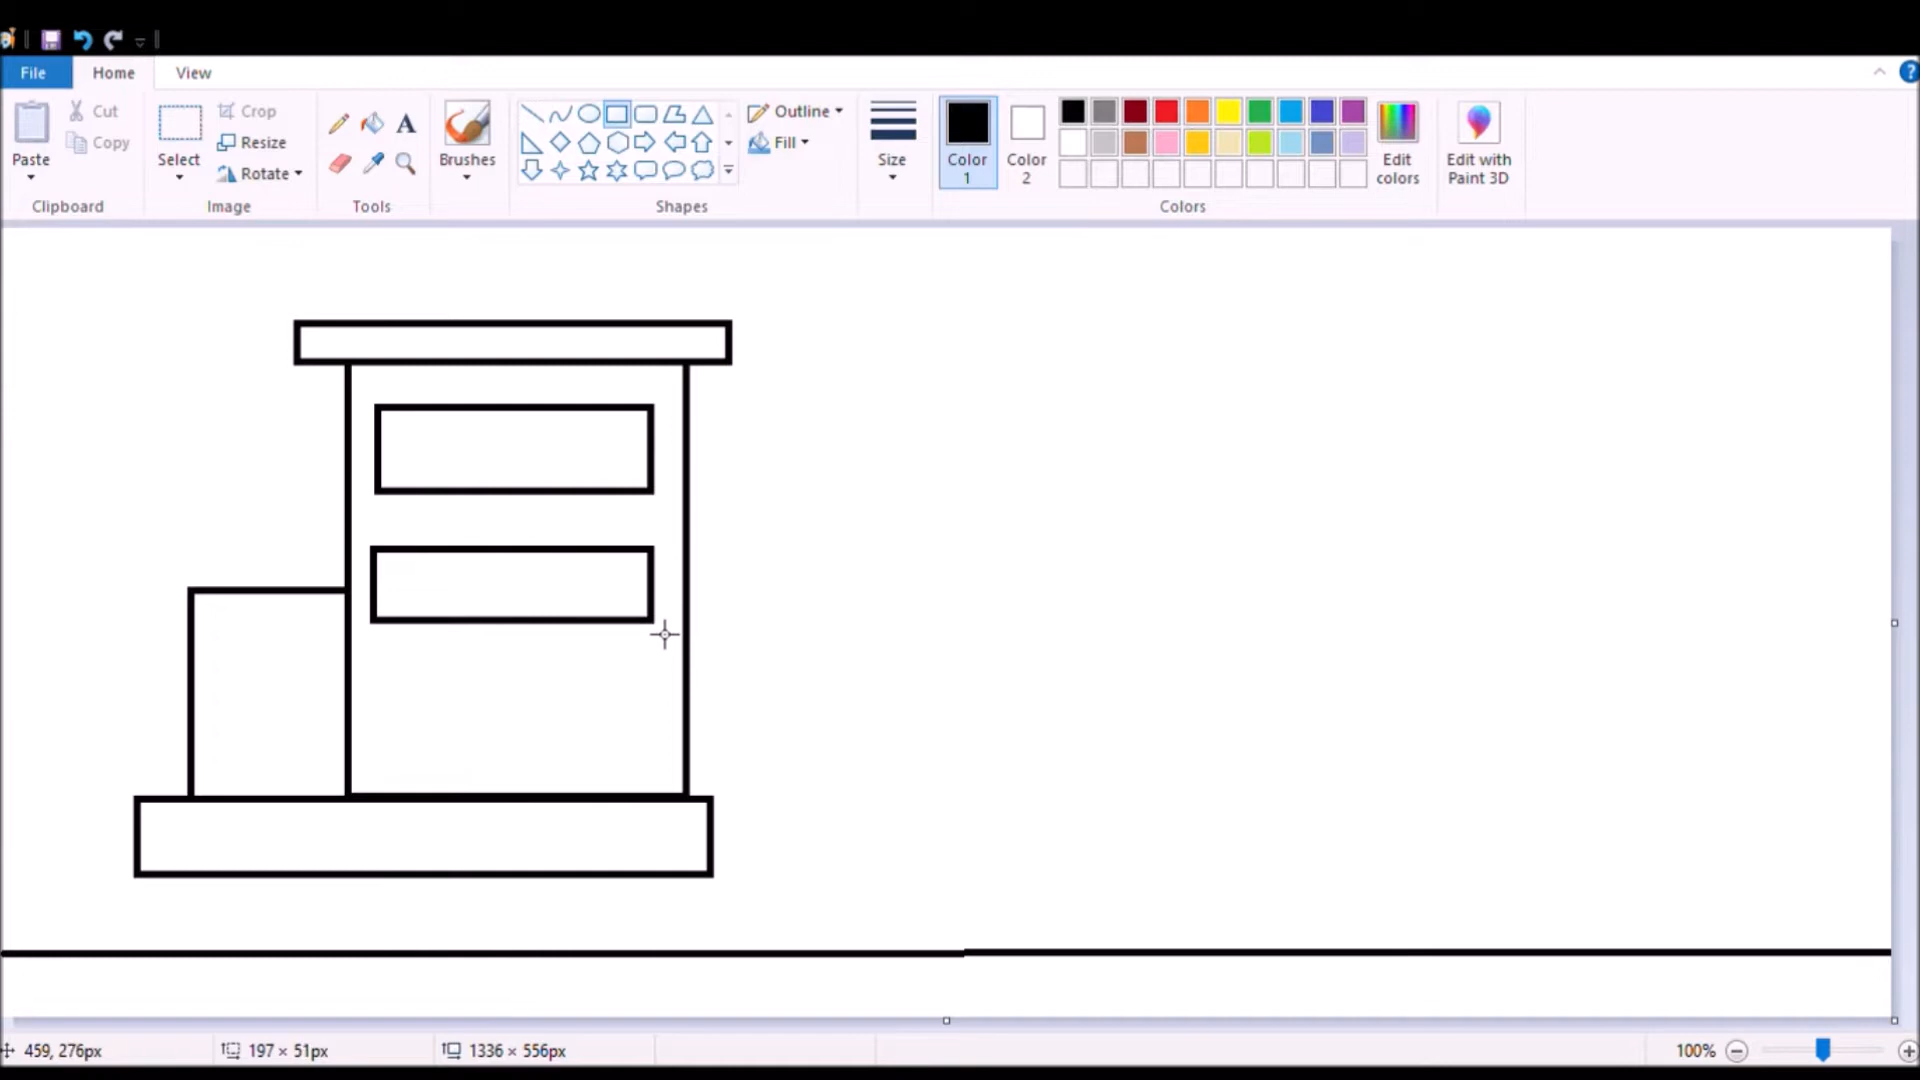 File Home View
Paste
Cut
Copy
Clipboard
Select
Crop
Resize
Rotate
Image
A
Tools
Brushes
Shapes
Outline
Fill
Size
Color
1
Color
2
Colors
Edit
colors
Edit with
Paint 3D
?
459, 276px 197 × 51px 1336 × 556px 100%